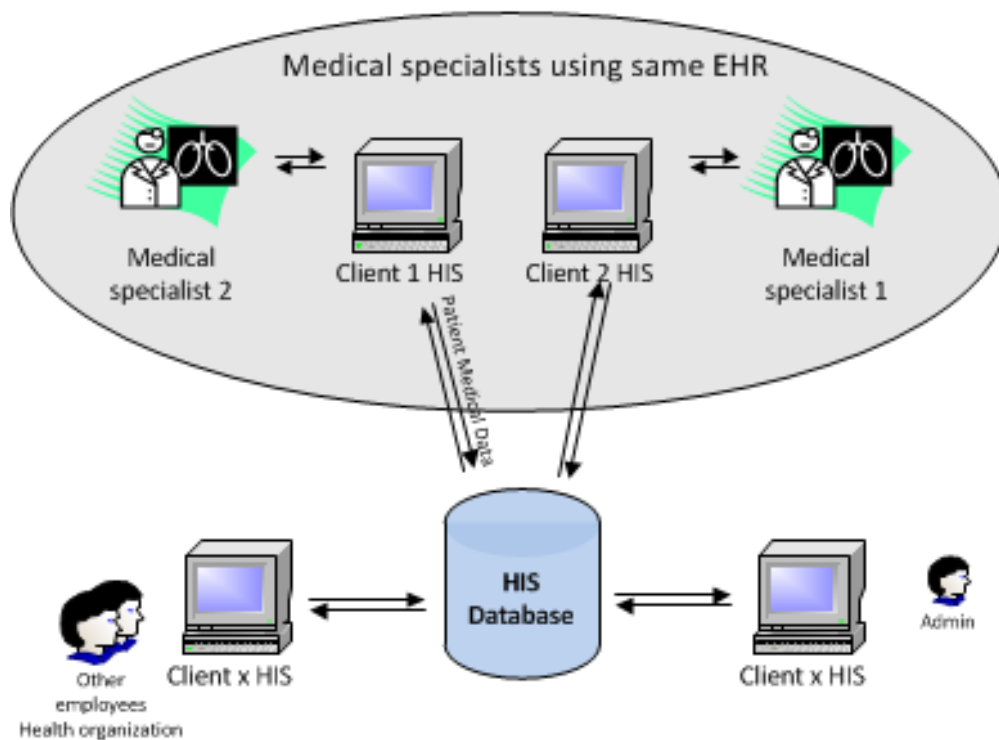 Medical specialists using same EHR
Medical
specialist 2
Client 1 HIS
Client 2 HIS
Medical
specialist 1
Patient Medical Data
HIS
Database
Other
employees
Health organization
Client x HIS
Client x HIS
Admin